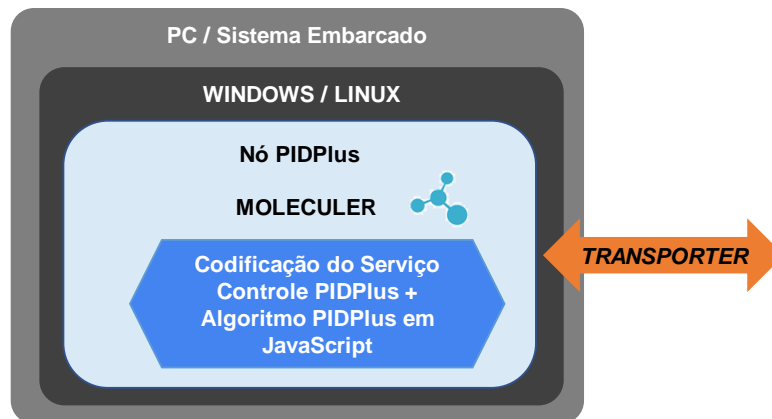 PC / Sistema Embarcado
WINDOWS / LINUX
Nó PIDPlus
MOLECULER
Codificação do Serviço
Controle PIDPlus +
Algoritmo PIDPlus em
JavaScript
TRANSPORTER